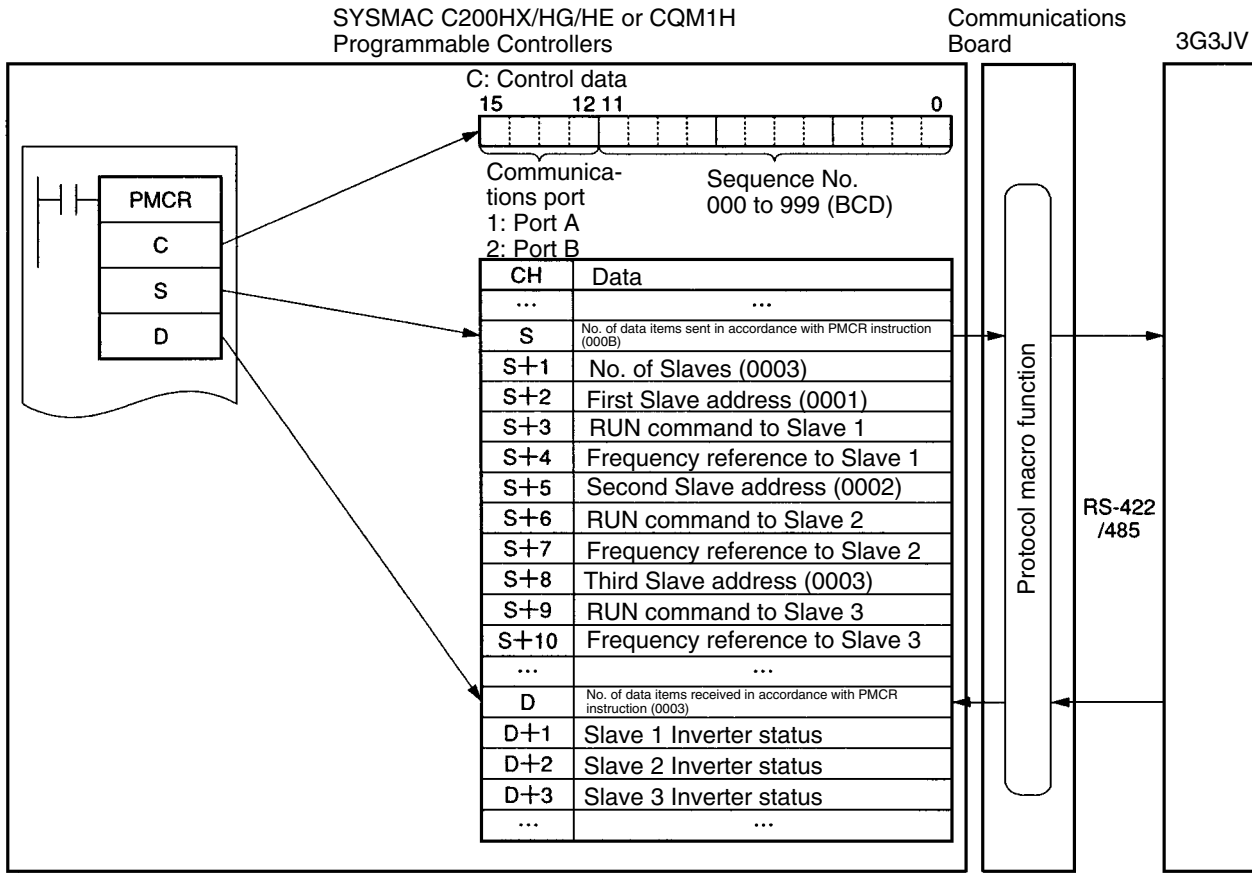 SYSMAC C200HX/HG/HE or CQM1H
Programmable Controllers
Communications
Board
3G3JV
C: Control data
15 12 11 0
Communica-
tions port
1: Port A
2: Port B
Sequence No.
000 to 999 (BCD)
PMCR
C
S
D
CH Data
... ...
S No. of data items sent in accordance with PMCR instruction
(000B)
S+1 No. of Slaves (0003)
S+2 First Slave address (0001)
S+3 RUN command to Slave 1
S+4 Frequency reference to Slave 1
S+5 Second Slave address (0002)
S+6 RUN command to Slave 2
S+7 Frequency reference to Slave 2
S+8 Third Slave address (0003)
S+9 RUN command to Slave 3
S+10 Frequency reference to Slave 3
... ...
D No. of data items received in accordance with PMCR
instruction (0003)
D+1 Slave 1 Inverter status
D+2 Slave 2 Inverter status
D+3 Slave 3 Inverter status
... ...
Protocol macro function
RS-422
/485